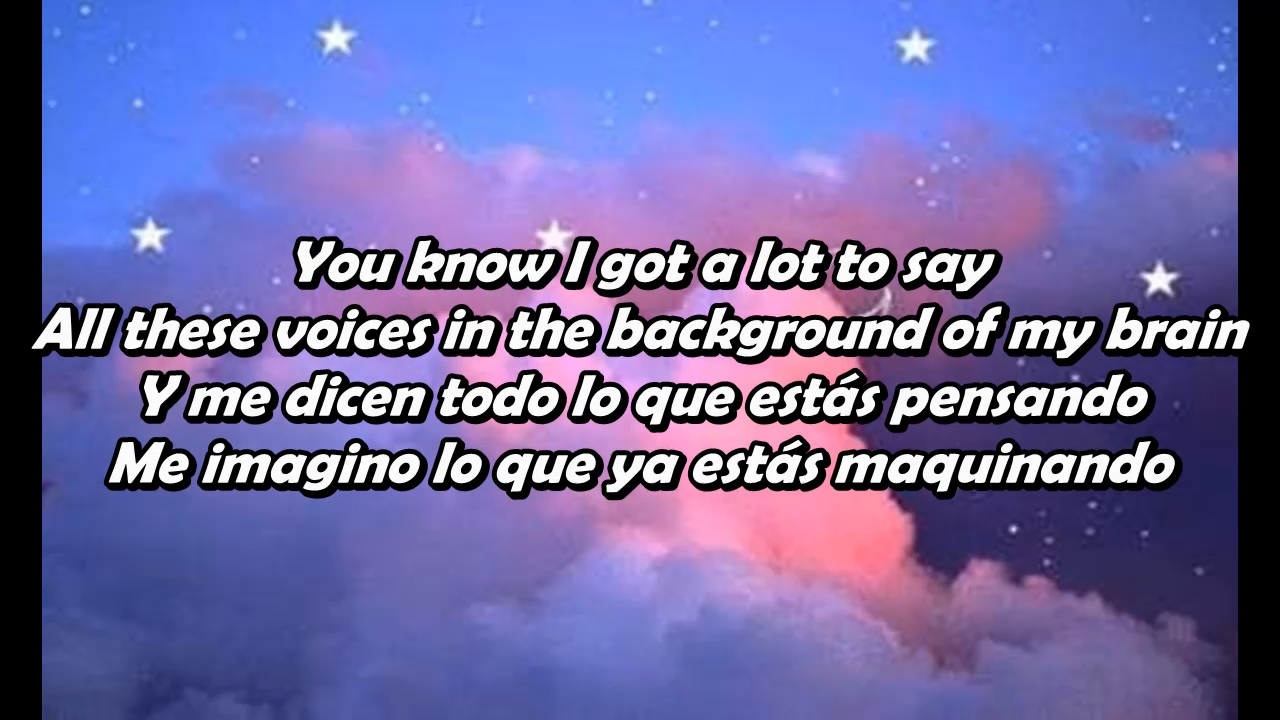 You know I got a lot to say
All these voices in the background of my brain
Y me dicen todo lo que estás pensando
Me imagino lo que ya estás maquinando